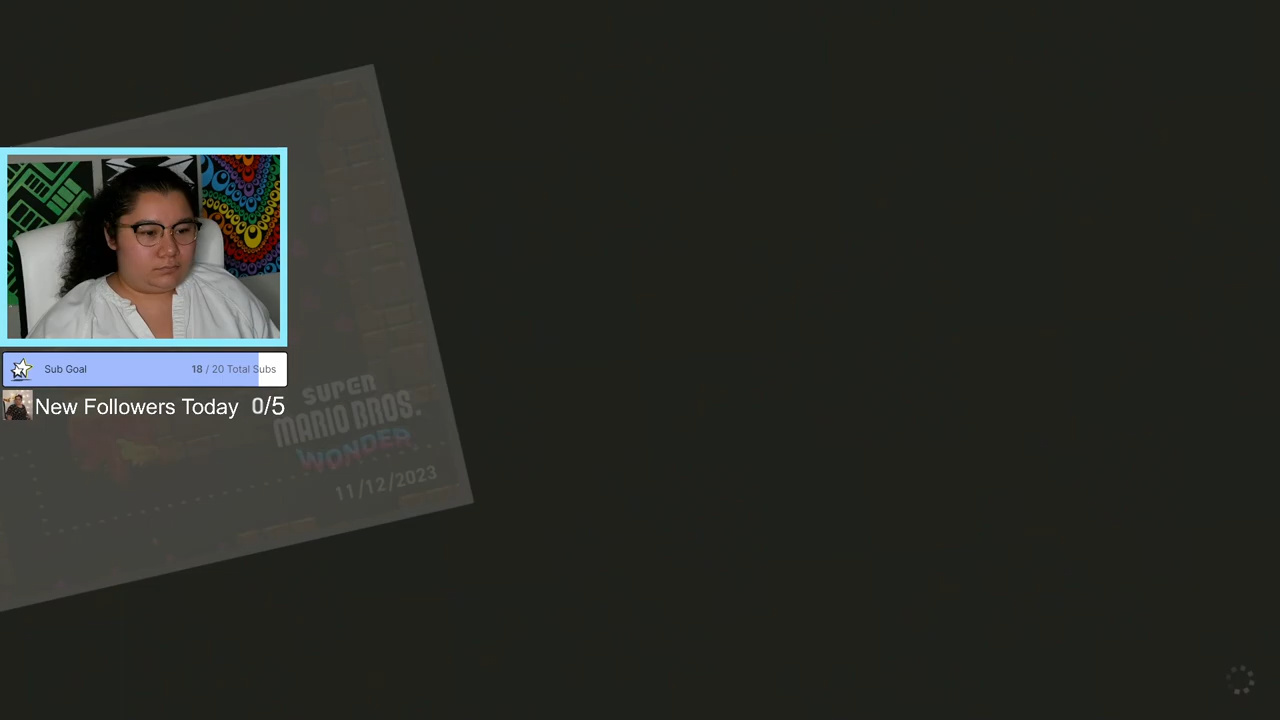 Sub Goal 18 / 20 Total Subs
New Followers Today 0/5
SUPER
MARIO BROS.
WONDER
11/12/2023